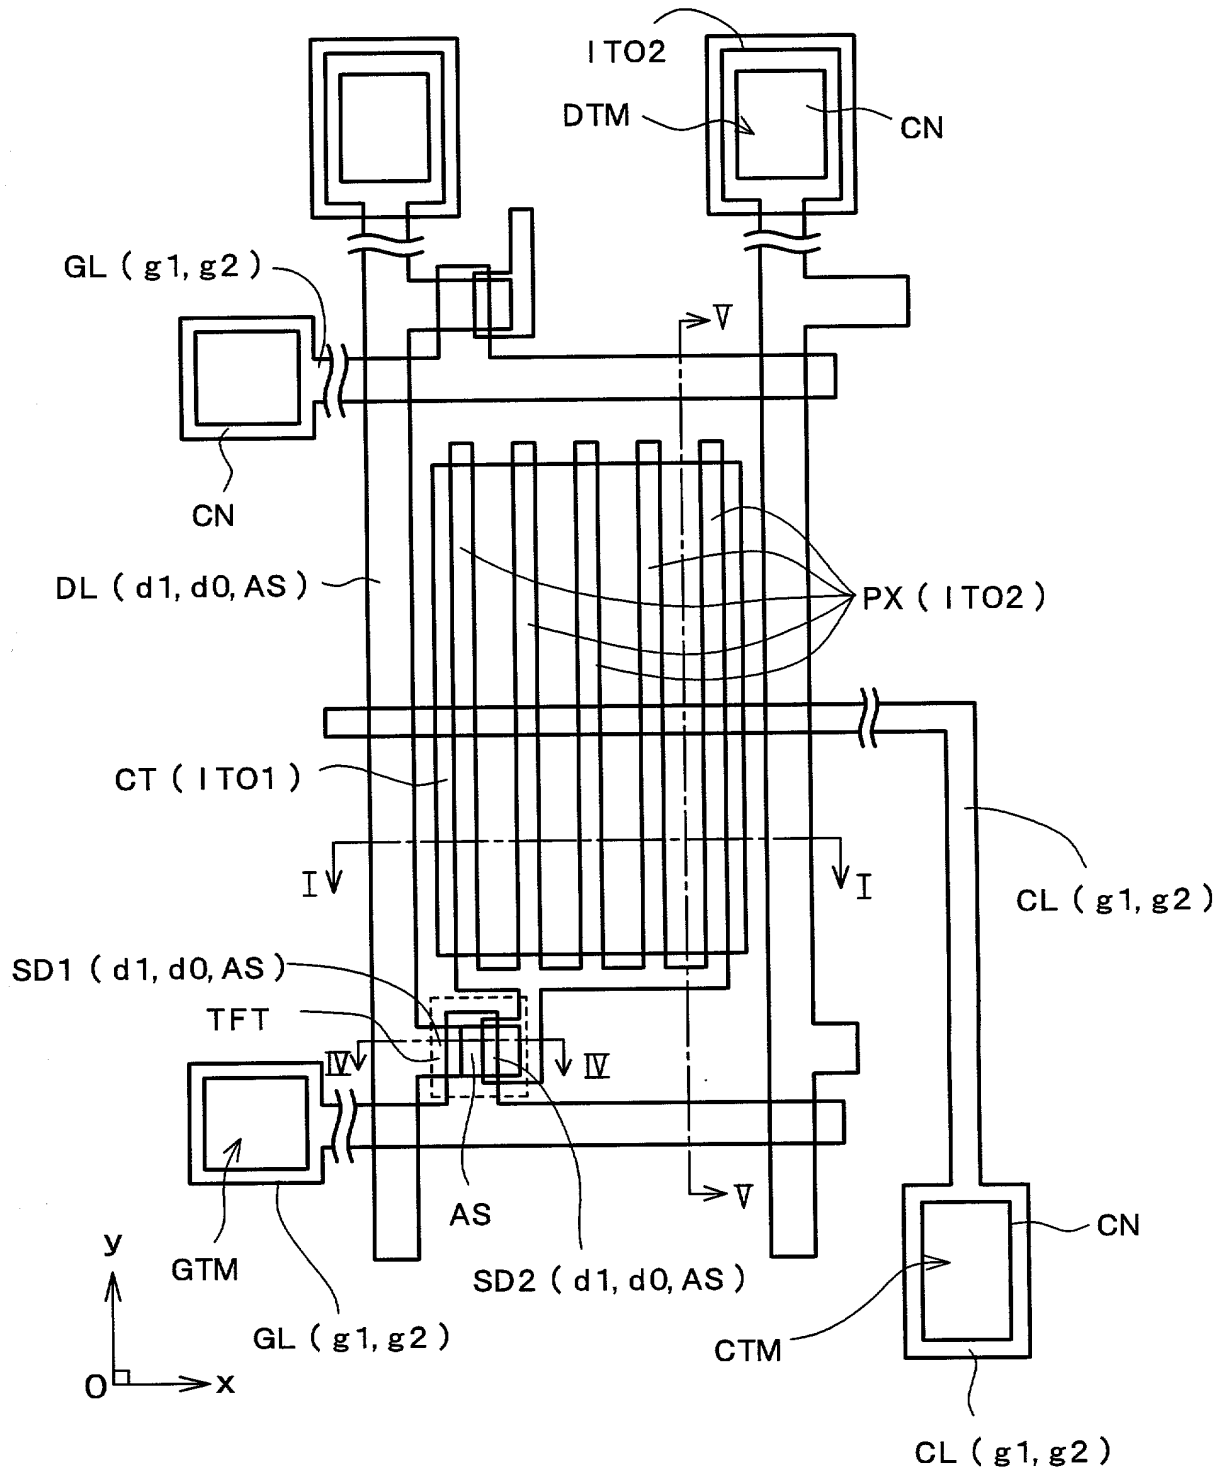 ITO2
DTM
CN
GL (g1, g2)
V
CN
DL (d1, d0, AS)
PX (ITO2)
CT (ITO1)
I
I
CL (g1, g2)
SD1 (d1, d0, AS)
TFT
IV
IV
V
AS
CN
y
GTM
SD2 (d1, d0, AS)
GL (g1, g2)
CTM
O
x
CL (g1, g2)